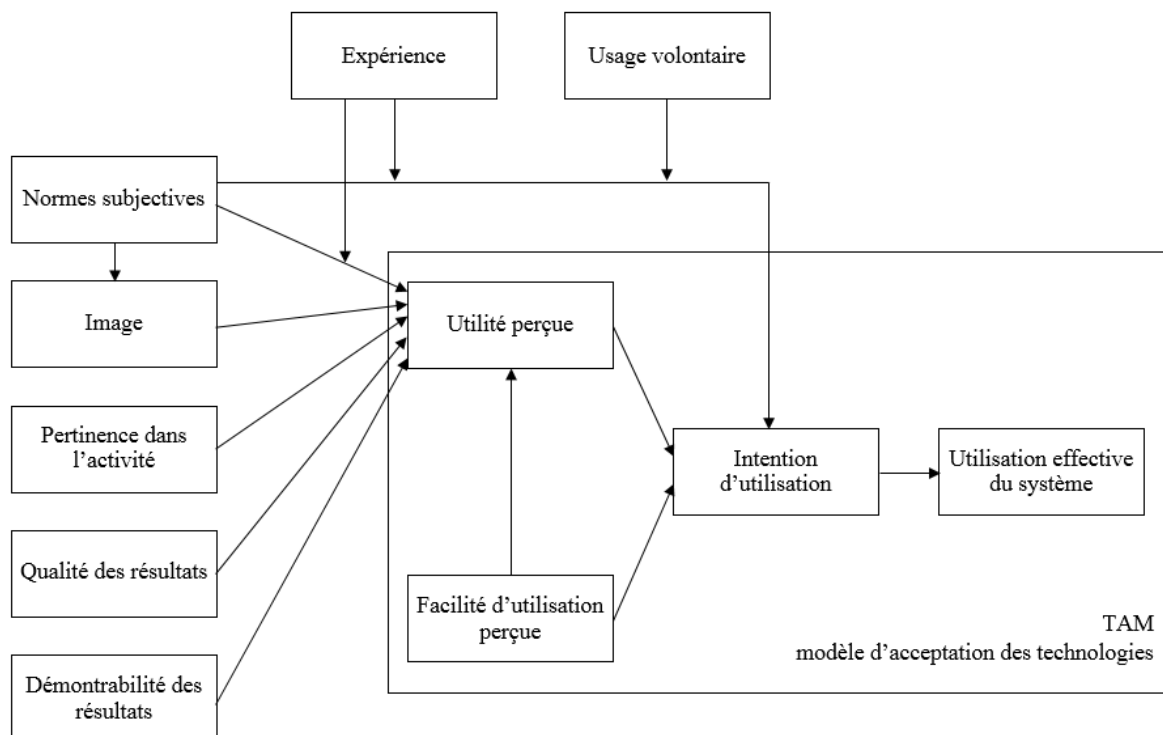 Expérience
Usage volontaire
Normes subjectives
Image
Utilité perçue
Pertinence dans
l’activité
Intention
d’utilisation
Utilisation effective
du système
Qualité des résultats
Facilité d’utilisation
perçue
TAM
modèle d’acceptation des technologies
Démontrabilité des
résultats